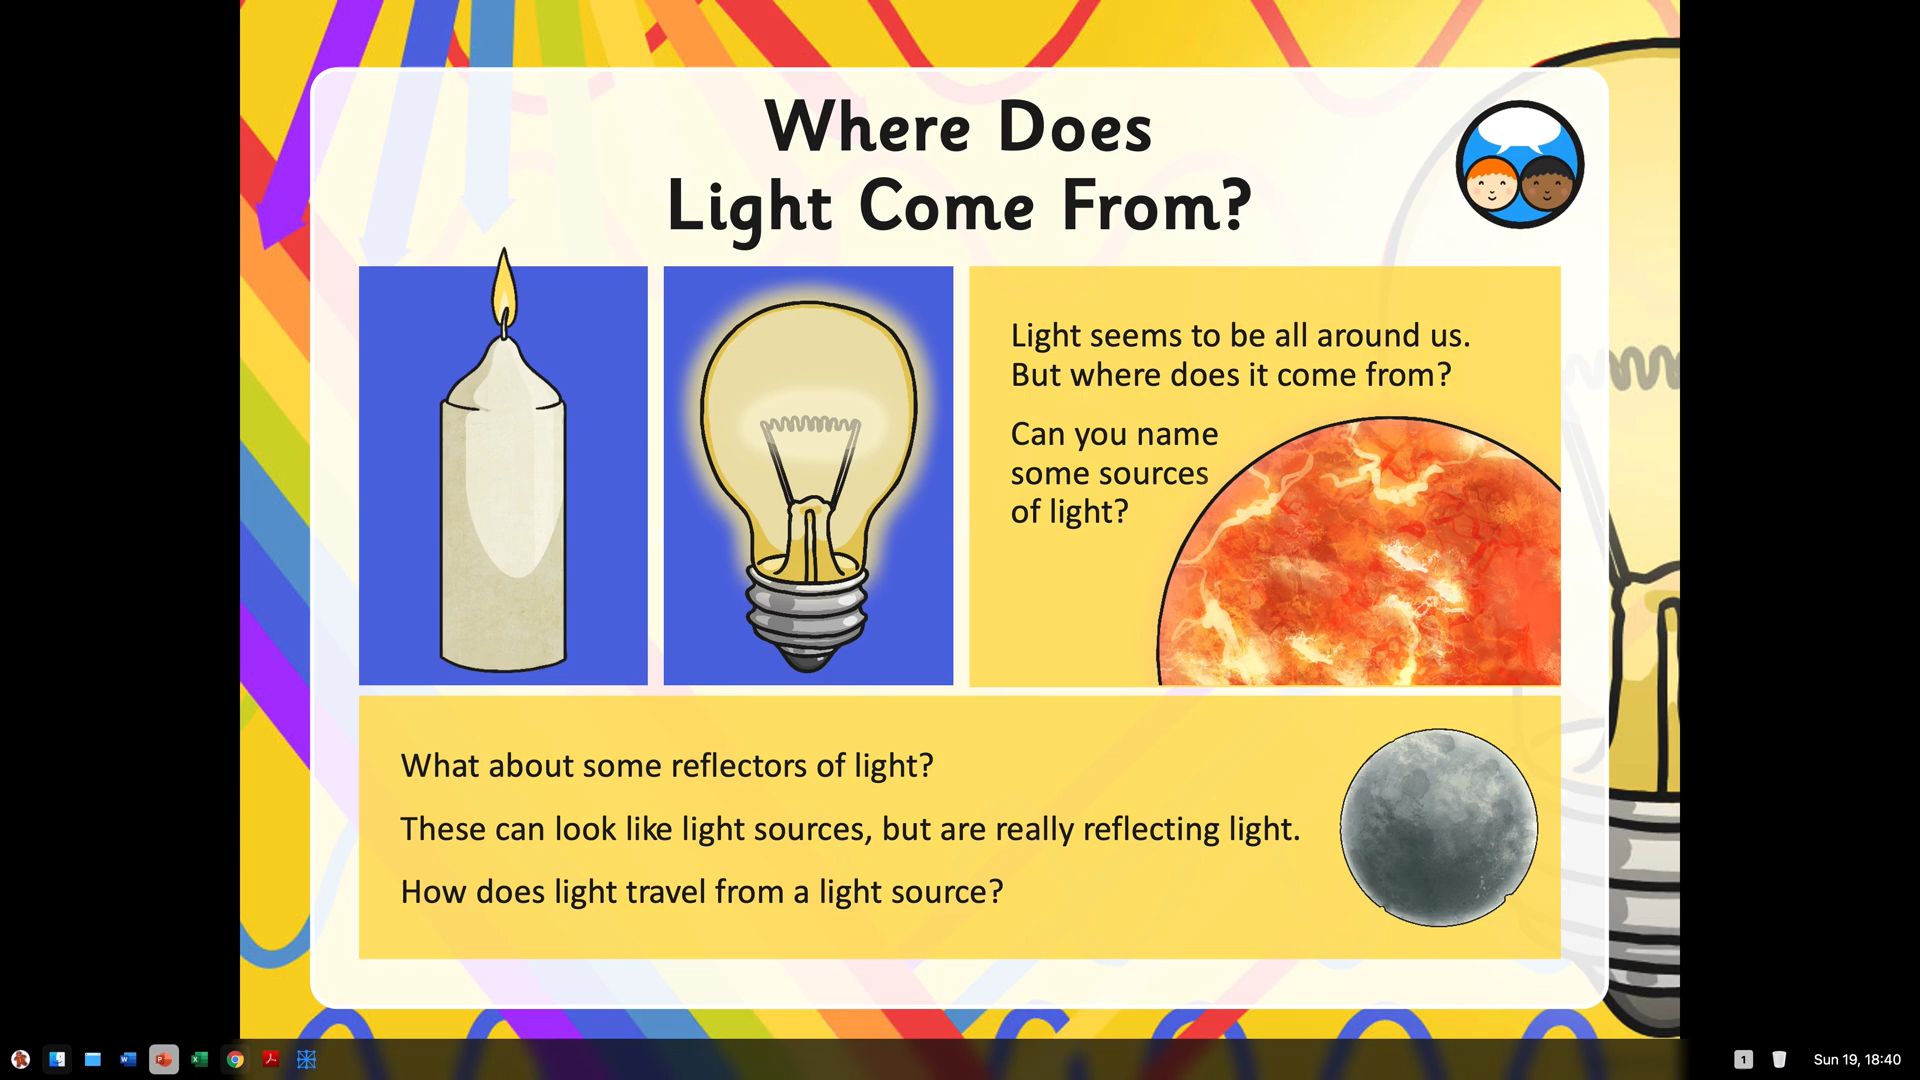 Where Does
Light Come From?
Light seems to be all around us.
But where does it come from?
Can you name
some sources
of light?
What about some reflectors of light?
These can look like light sources, but are really reflecting light.
How does light travel from a light source?
1
Sun 19, 18:40